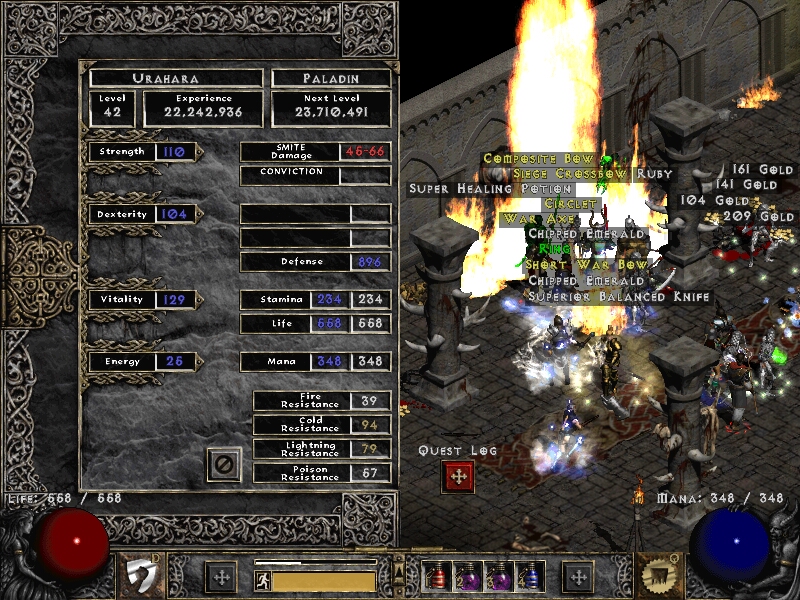 Urahara
Paladin
Level
42
Experience
22,242,936
Next Level
23,710,491
Strength 110
SMITE
Damage 46-66
CONVICTION
Dexterity 104
Defense 896
Vitality 129
Stamina 234 234
Life 668 668
Energy 25
Mana 348 348
Fire
Resistance 39
Cold
Resistance 94
Lightning
Resistance 79
Poison
Resistance 67
Life: 668 / 668
Composite Bow
Siege Crossbow
Ruby
161 Gold
Super Healing Potion
141 Gold
Circlet
104 Gold
War Axe
209 Gold
Chipped Emerald
Ring
Short War Bow
Chipped Emerald
Superior Balanced Knife
Quest Log
Mana: 348 / 348
D
Q
1
2
3
4